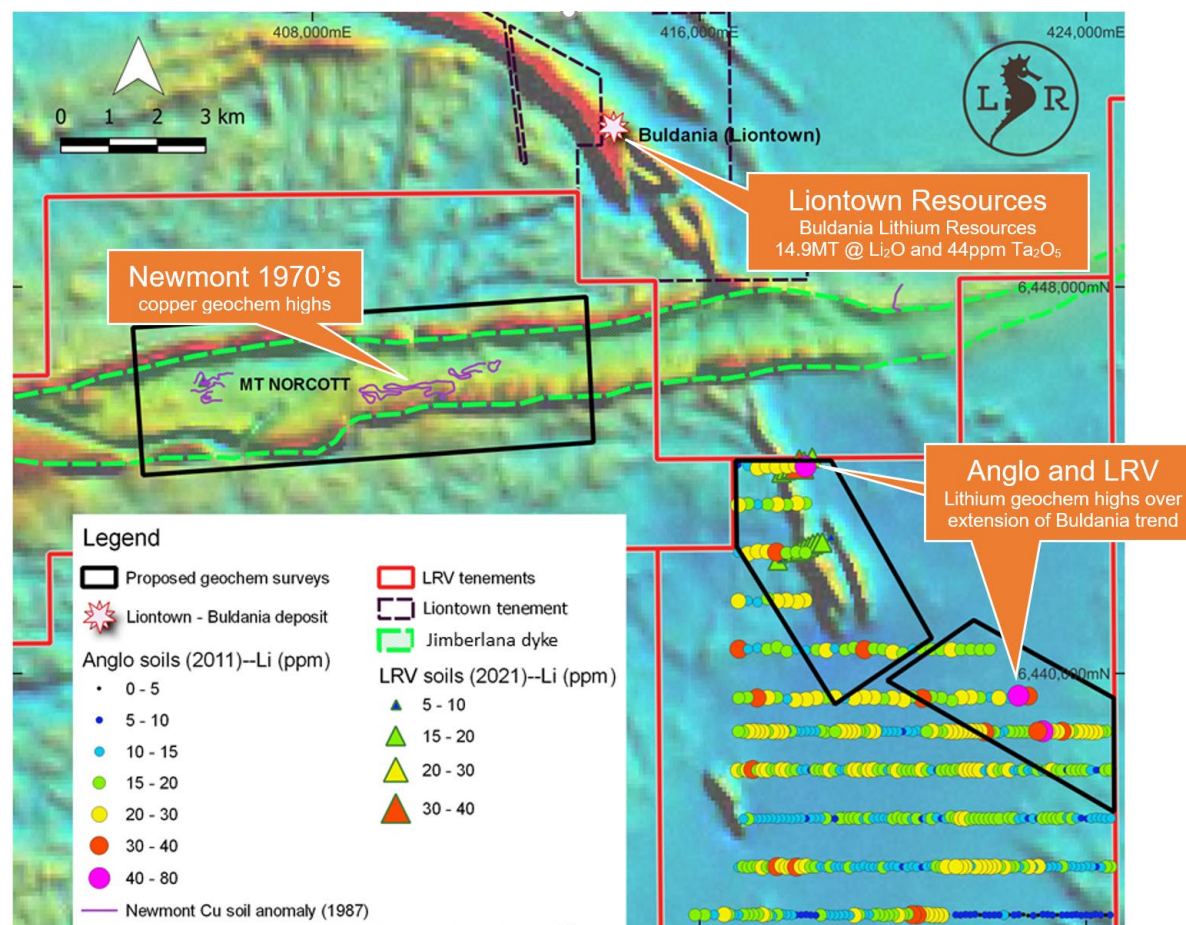 408,000mE
416,000mE
424,000mE
0 1 2 3 km
L R
Buldania (Liontown)
Liontown Resources
Buldania Lithium Resources
14.9MT @ Li₂O and 44ppm Ta₂O₅
Newmont 1970's
copper geochem highs
6,448,000mN
MT NORCOTT
Anglo and LRV
Lithium geochem highs over
extension of Buldania trend
6,440,000mN
Legend
Proposed geochem surveys
Liontown - Buldania deposit
Anglo soils (2011)--Li (ppm)
0 - 5
5 - 10
10 - 15
15 - 20
20 - 30
30 - 40
40 - 80
Newmont Cu soil anomaly (1987)
LRV tenements
Liontown tenement
Jimberlana dyke
LRV soils (2021)--Li (ppm)
5 - 10
15 - 20
20 - 30
30 - 40